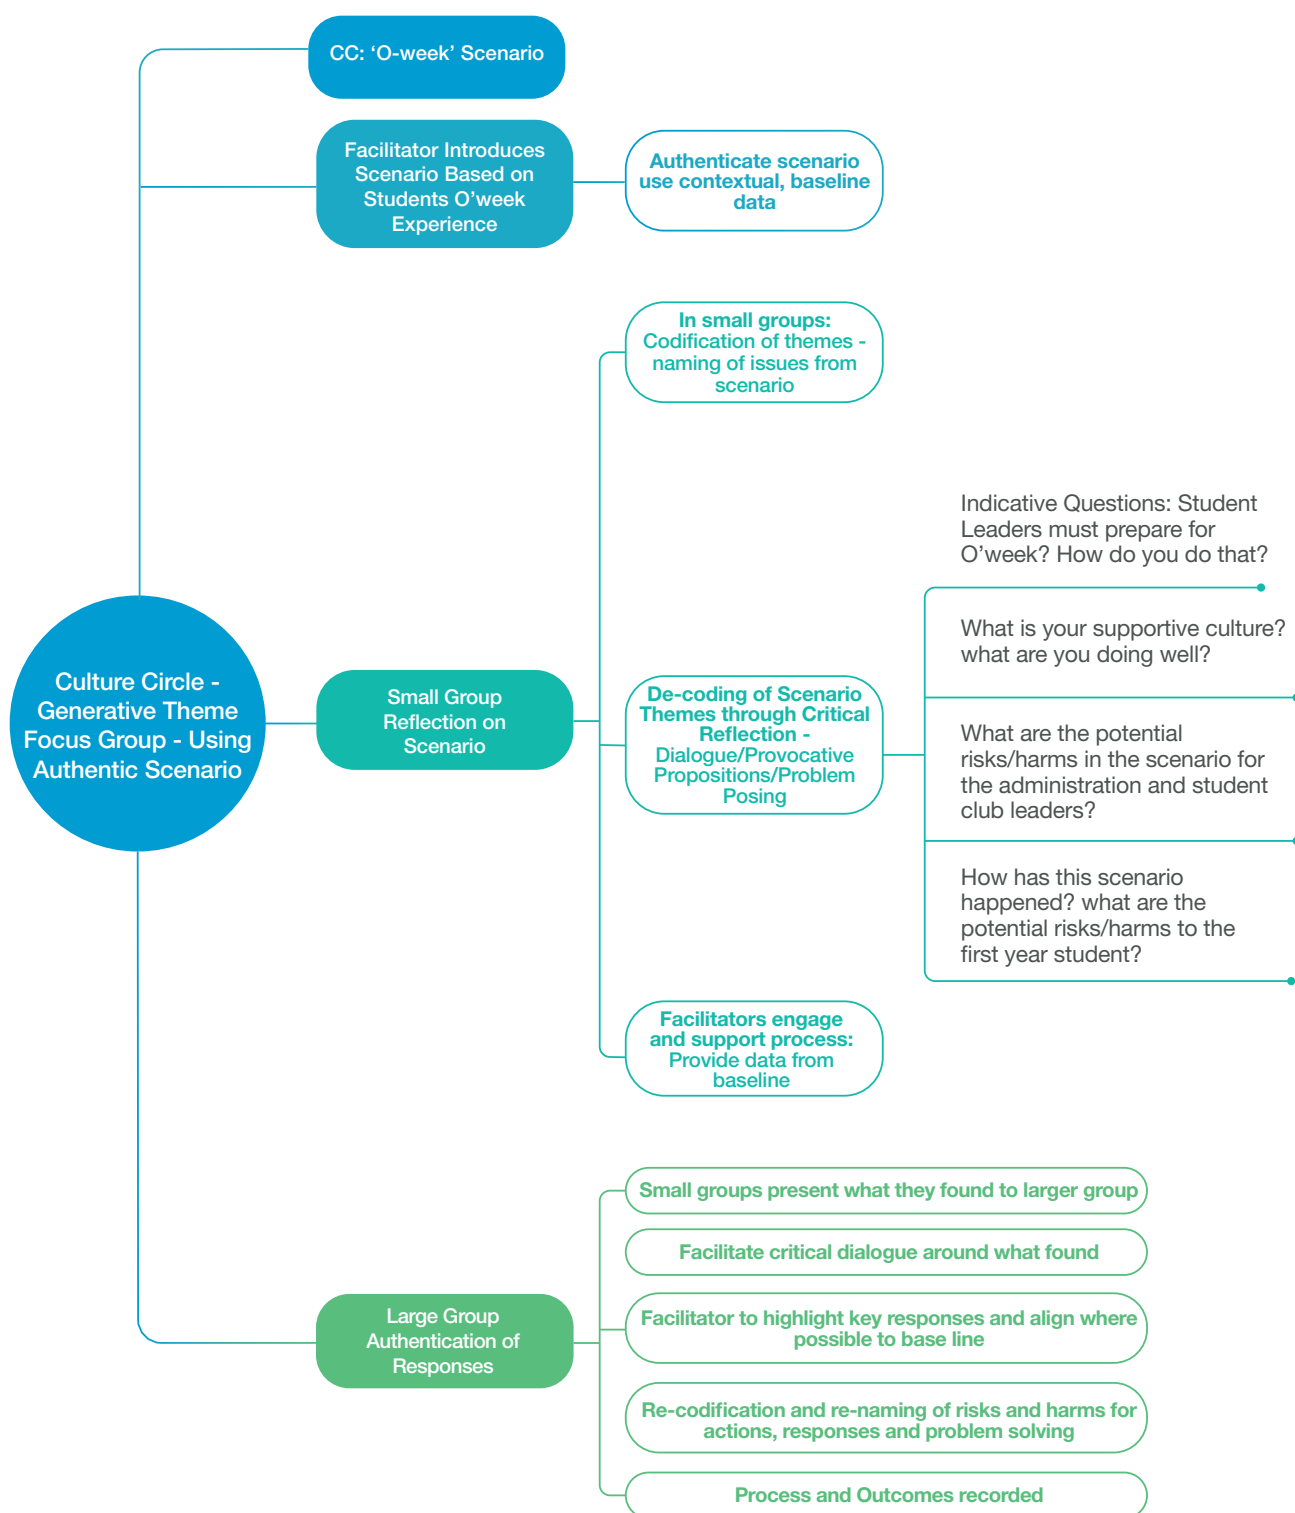 CC: ‘O-week’ Scenario
Facilitator Introduces
Scenario Based on
Students O’week
Experience
Authenticate scenario
use contextual, baseline
data
In small groups:
Codification of themes -
naming of issues from
scenario
Indicative Questions: Student
Leaders must prepare for
O’week? How do you do that?
What is your supportive culture?
what are you doing well?
Culture Circle -
Generative Theme
Focus Group - Using
Authentic Scenario
Small Group
Reflection on
Scenario
De-coding of Scenario
Themes through Critical
Reflection -
Dialogue/Provocative
Propositions/Problem
Posing
What are the potential
risks/harms in the scenario for
the administration and student
club leaders?
How has this scenario
happened? what are the
potential risks/harms to the
first year student?
Facilitators engage
and support process:
Provide data from
baseline
Large Group
Authentication of
Responses
Small groups present what they found to larger group
Facilitate critical dialogue around what found
Facilitator to highlight key responses and align where
possible to base line
Re-codification and re-naming of risks and harms for
actions, responses and problem solving
Process and Outcomes recorded